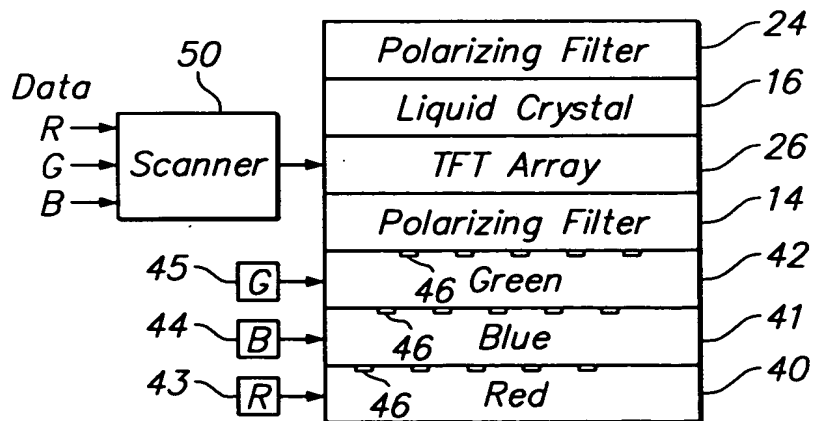 50
Data
R
G
B
Scanner
Polarizing Filter
24
Liquid Crystal
16
TFT Array
26
Polarizing Filter
14
45
G
46
Green
42
44
B
46
Blue
41
43
R
46
Red
40